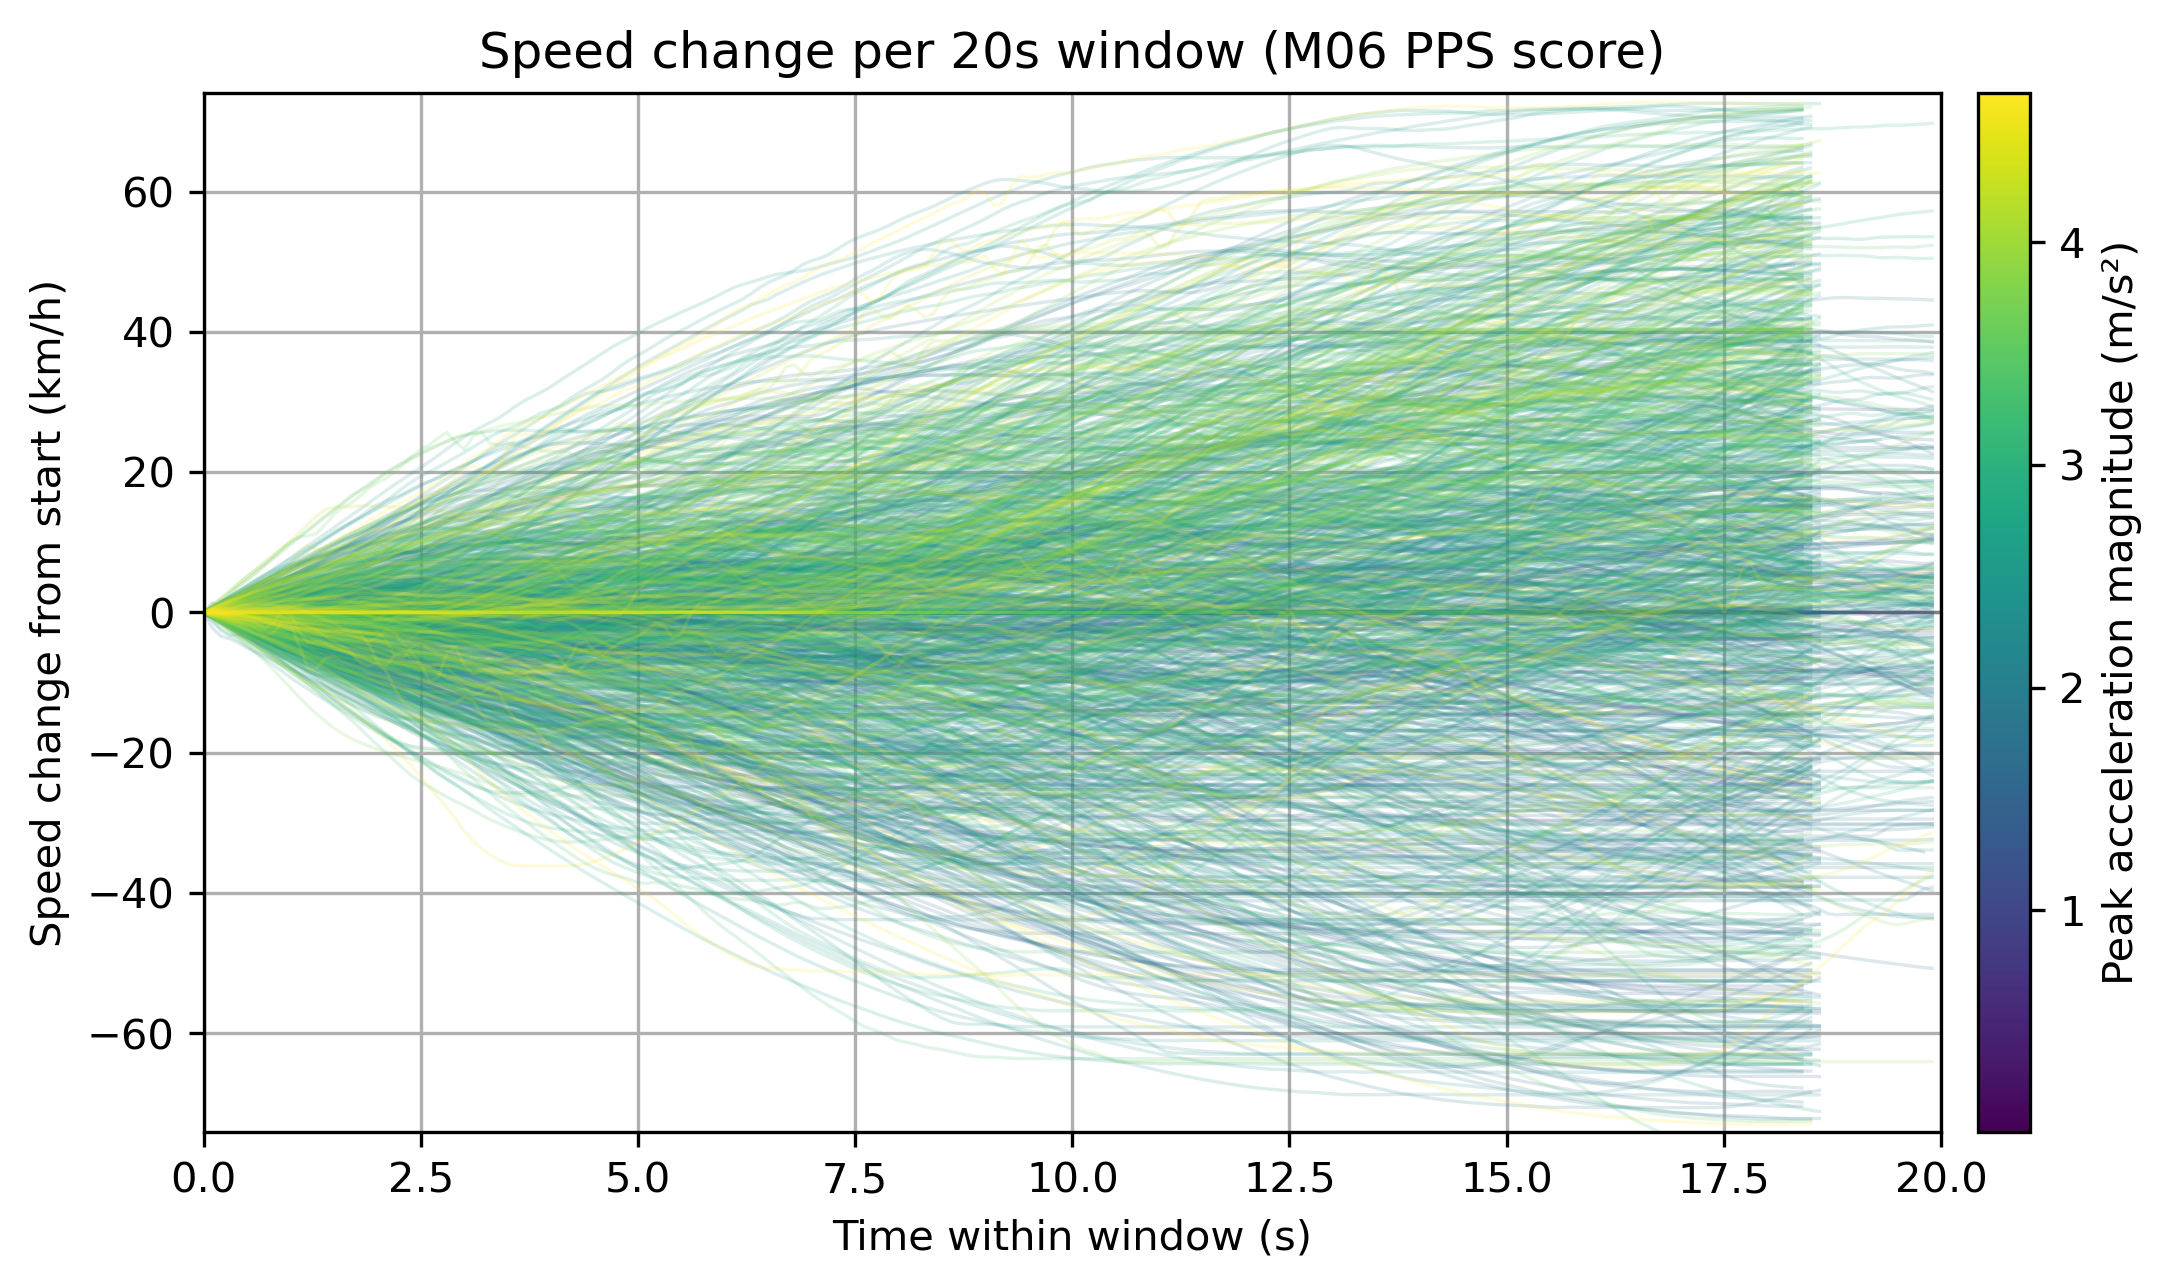 Speed change per 20s window (M06 PPS score)
Speed change from start (km/h)
60
40
20
0
−20
−40
−60
0.0 2.5 5.0 7.5 10.0 12.5 15.0 17.5 20.0
Time within window (s)
4
3
2
1
Peak acceleration magnitude (m/s²)